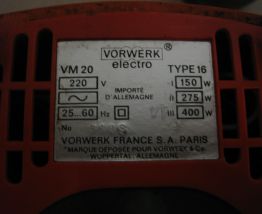 VORWERK ®
electro
VM 20 TYPE 16
220 V IMPORTÉ D'ALLEMAGNE I 150 W
II 275 W
25...60 Hz III 400 W
No
VORWERK FRANCE S.A. PARIS
"MARQUE DÉPOSÉE POUR VORWERK & Co.
WUPPERTAL, ALLEMAGNE